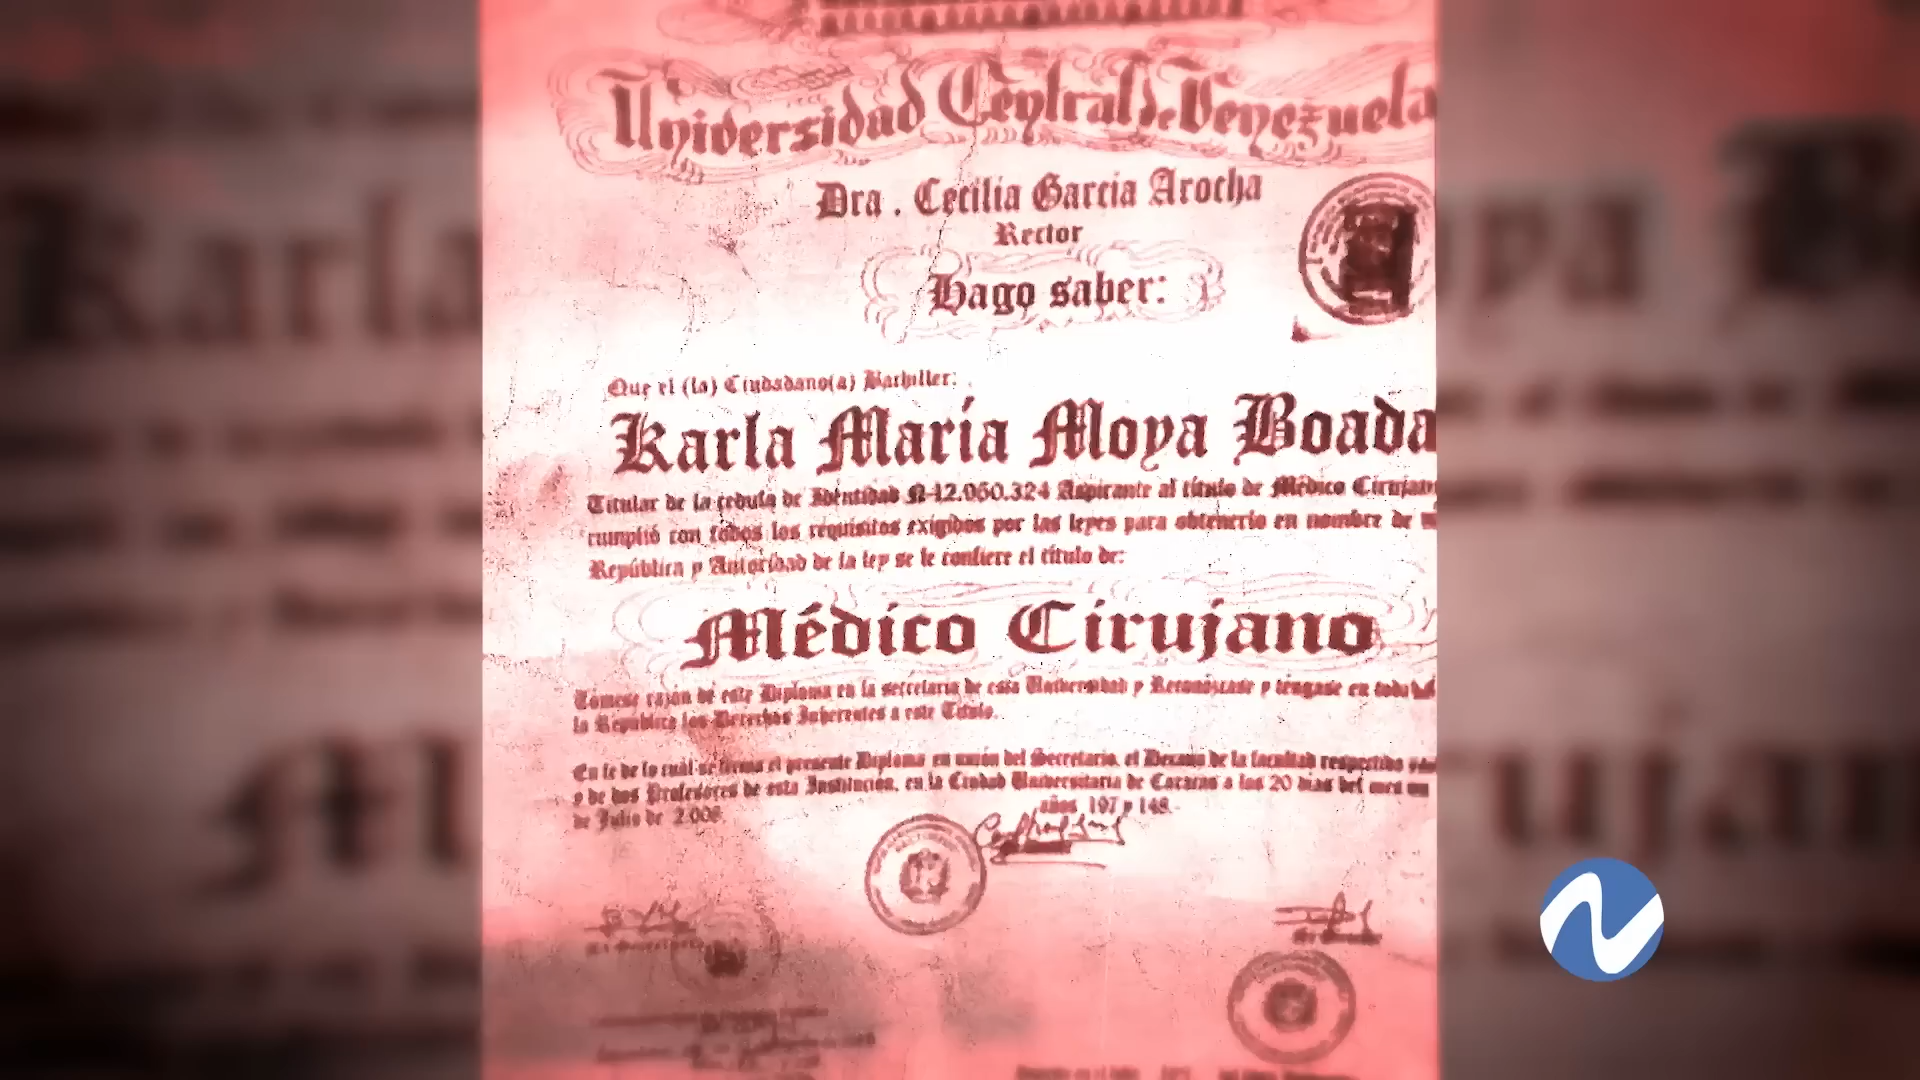 Universidad Central de Venezuela
Dra. Cecilia Garcia Arocha
Rector
Hago saber:
Que el (la) Ciudadano(a) Bachiller:
Karla María Moya Boada
Titular de la cedula de Identidad N-12.050.324 Aspirante al título de Médico Cirujano
cumplió con todos los requisitos exigidos por las leyes para obtenerlo en nombre de
República y Autoridad de la ley se le confiere el título de:
Médico Cirujano
Tómese razón de este Diploma en la secretaria de esta Universidad y Reconózcase y téngase en toda
la República los Derechos Inherentes a este Titulo.
En fe de lo cual se firma el presente Diploma en unión del Secretario, el Decano de la facultad respectiva
y de dos Profesores de esta Institución, en la Ciudad Universitaria de Caracas a los 20 dias del mes
de Julio de 2.008. años 197 y 148.-